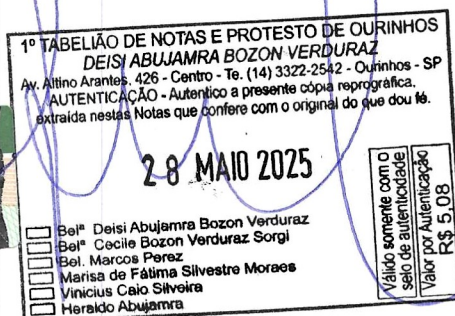 1º TABELIÃO DE NOTAS E PROTESTO DE OURINHOS
DEISI ABUJAMRA BOZON VERDURAZ
Av. Altino Arantes, 426 - Centro - Te. (14) 3322-2542 - Ourinhos - SP
AUTENTICAÇÃO - Autentico a presente cópia reprográfica,
extraída nestas Notas que confere com o original do que dou fé.
28 MAIO 2025
Belª Deisi Abujamra Bozon Verduraz
Belª Cecile Bozon Verduraz Sorgi
Bel. Marcos Perez
Marisa de Fátima Silvestre Moraes
Vinicius Caio Silveira
Heraldo Abujamra
Válido somente com o
selo de autenticidade
Valor por Autenticação
R$ 5,08